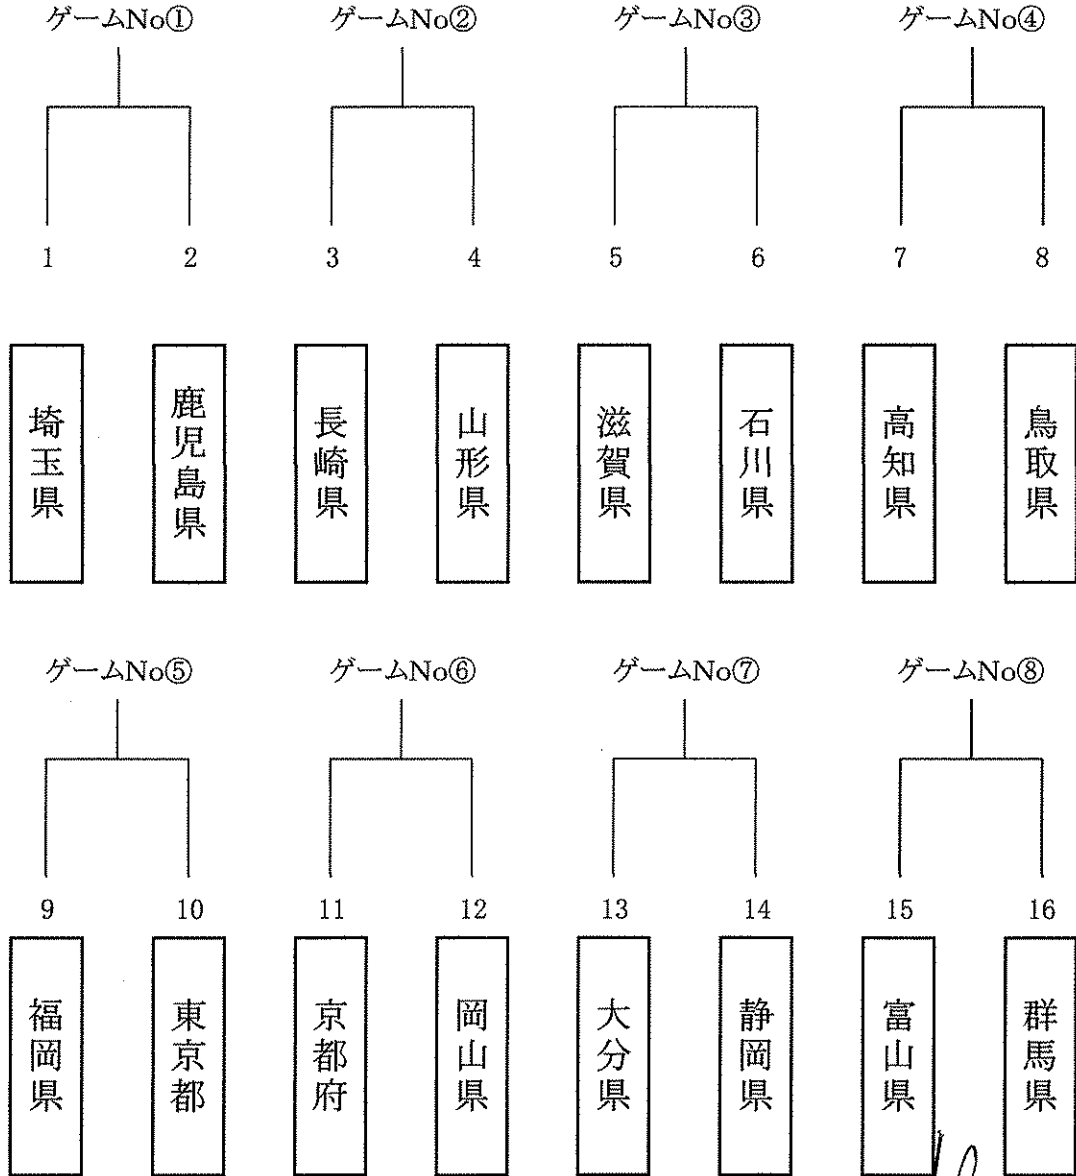 ゲームNo① ゲームNo② ゲームNo③ ゲームNo④
1 2 3 4 5 6 7 8
埼玉県 鹿児島県 長崎県 山形県 滋賀県 石川県 高知県 鳥取県
ゲームNo⑤ ゲームNo⑥ ゲームNo⑦ ゲームNo⑧
9 10 11 12 13 14 15 16
福岡県 東京都 京都府 岡山県 大分県 静岡県 富山県 群馬県